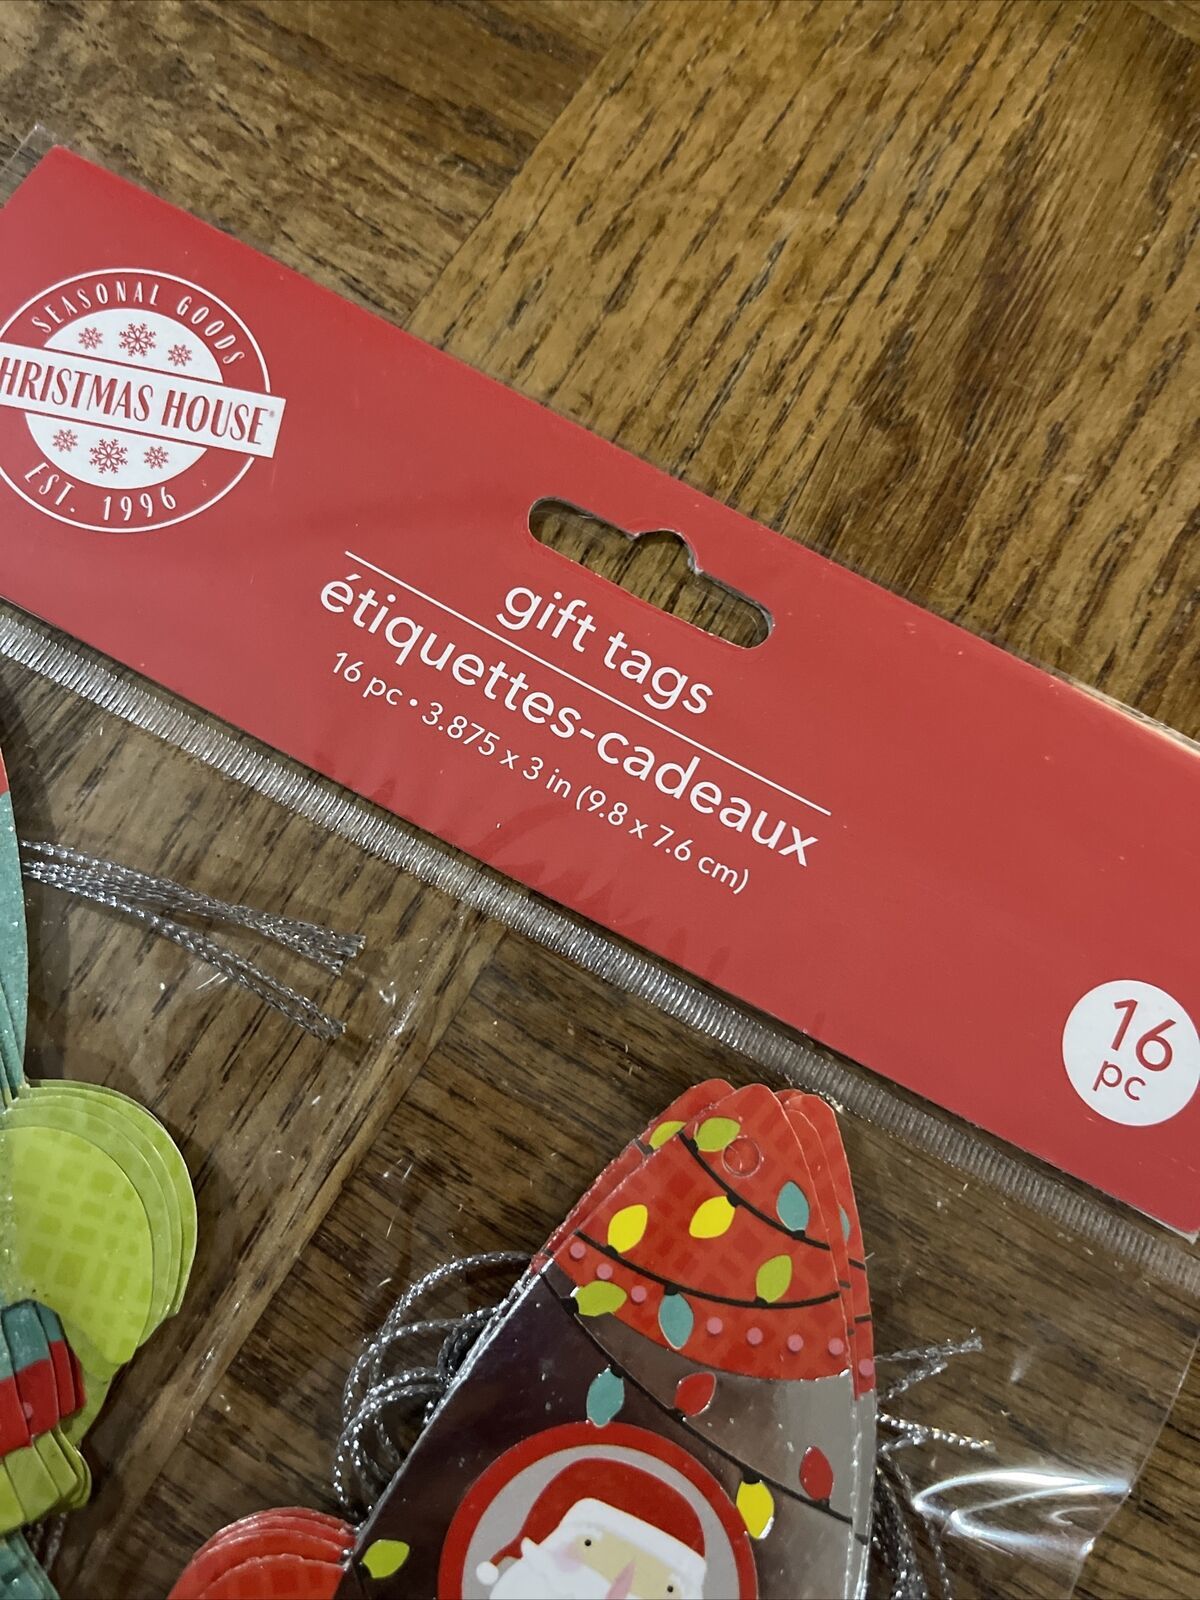 SEASONAL GOODS
HRISTMAS HOUSE®
EST. 1996
gift tags
étiquettes-cadeaux
16 pc • 3.875 x 3 in (9.8 x 7.6 cm)
16
pc